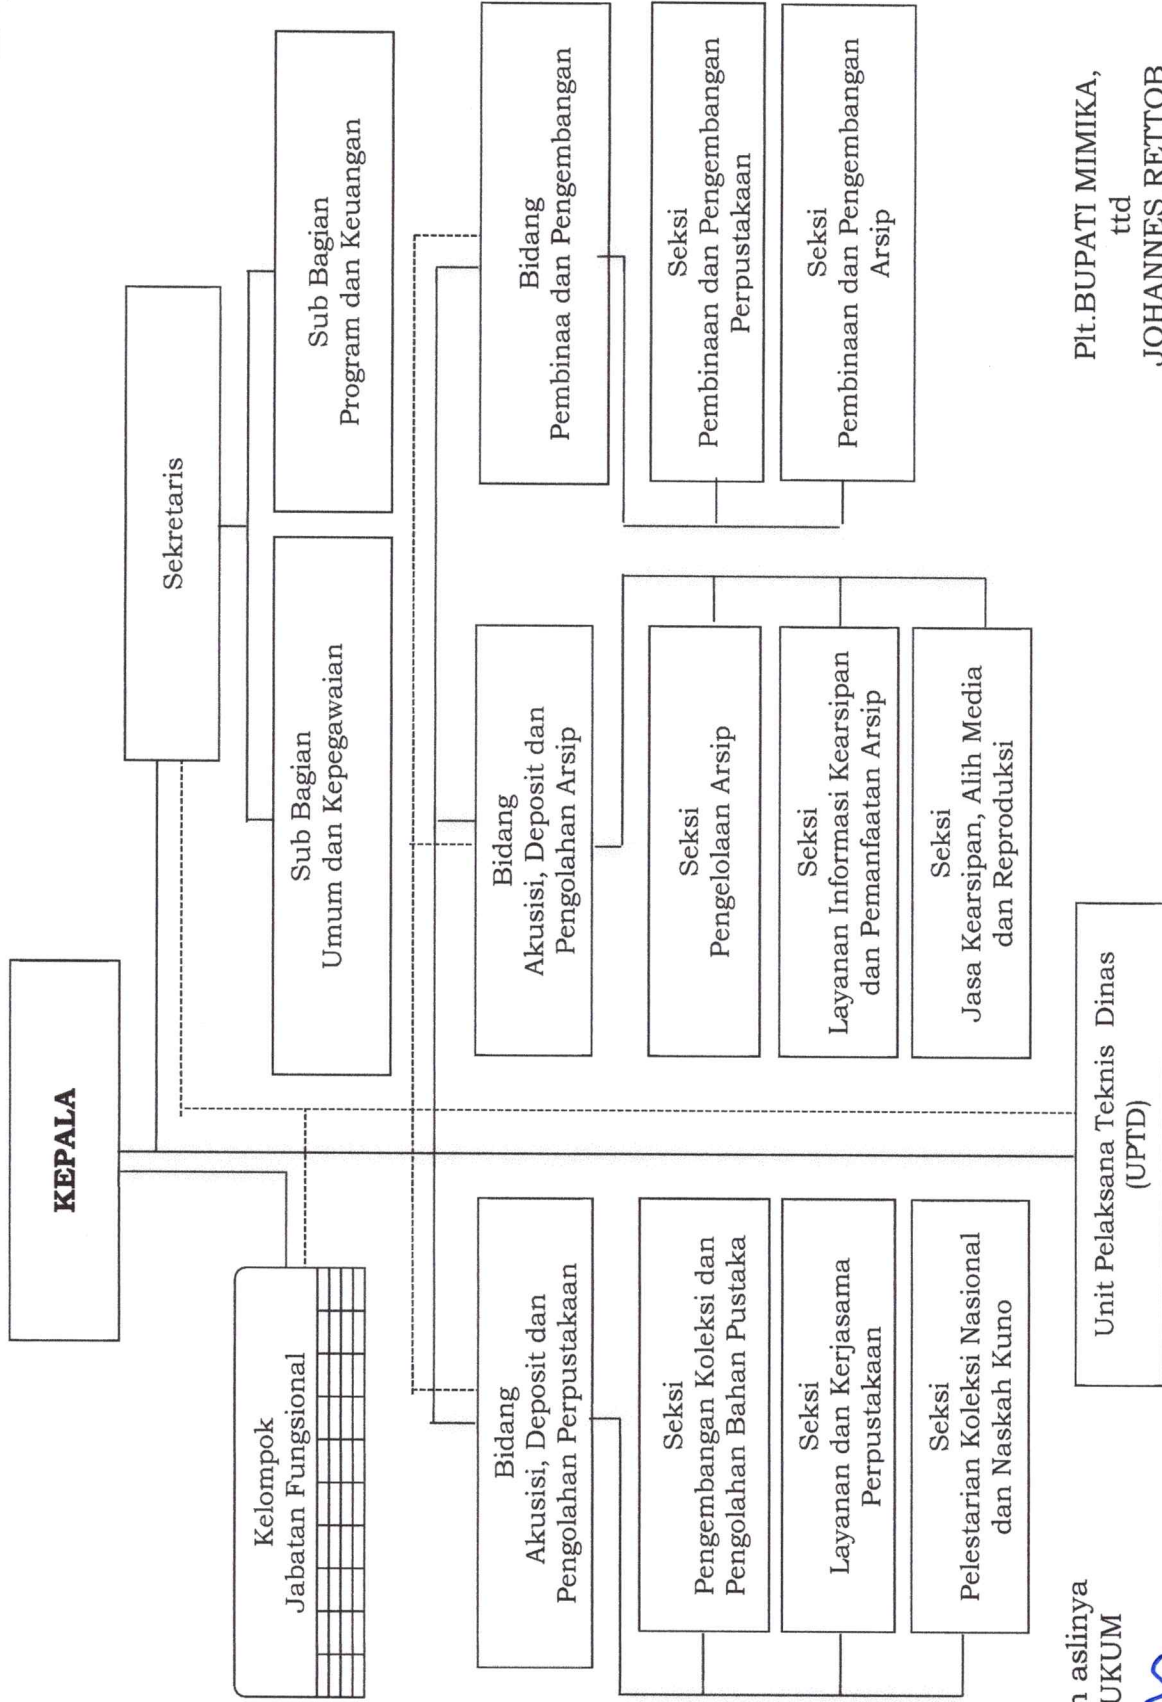 KEPALA
Sekretaris
Kelompok
Jabatan Fungsional
Sub Bagian
Umum dan Kepegawaian
Sub Bagian
Program dan Keuangan
Bidang
Akusisi, Deposit dan
Pengolahan Perpustakaan
Bidang
Akusisi, Deposit dan
Pengolahan Arsip
Bidang
Pembinaa dan Pengembangan
Seksi
Pengembangan Koleksi dan
Pengolahan Bahan Pustaka
Seksi
Layanan dan Kerjasama
Perpustakaan
Seksi
Pelestarian Koleksi Nasional
dan Naskah Kuno
Seksi
Pengelolaan Arsip
Seksi
Layanan Informasi Kearsipan
dan Pemanfaatan Arsip
Seksi
Jasa Kearsipan, Alih Media
dan Reproduksi
Seksi
Pembinaan dan Pengembangan
Perpustakaan
Seksi
Pembinaan dan Pengembangan
Arsip
Unit Pelaksana Teknis Dinas
(UPTD)
n aslinya
UKUM
Plt.BUPATI MIMIKA,
ttd
JOHANNES RETTOB